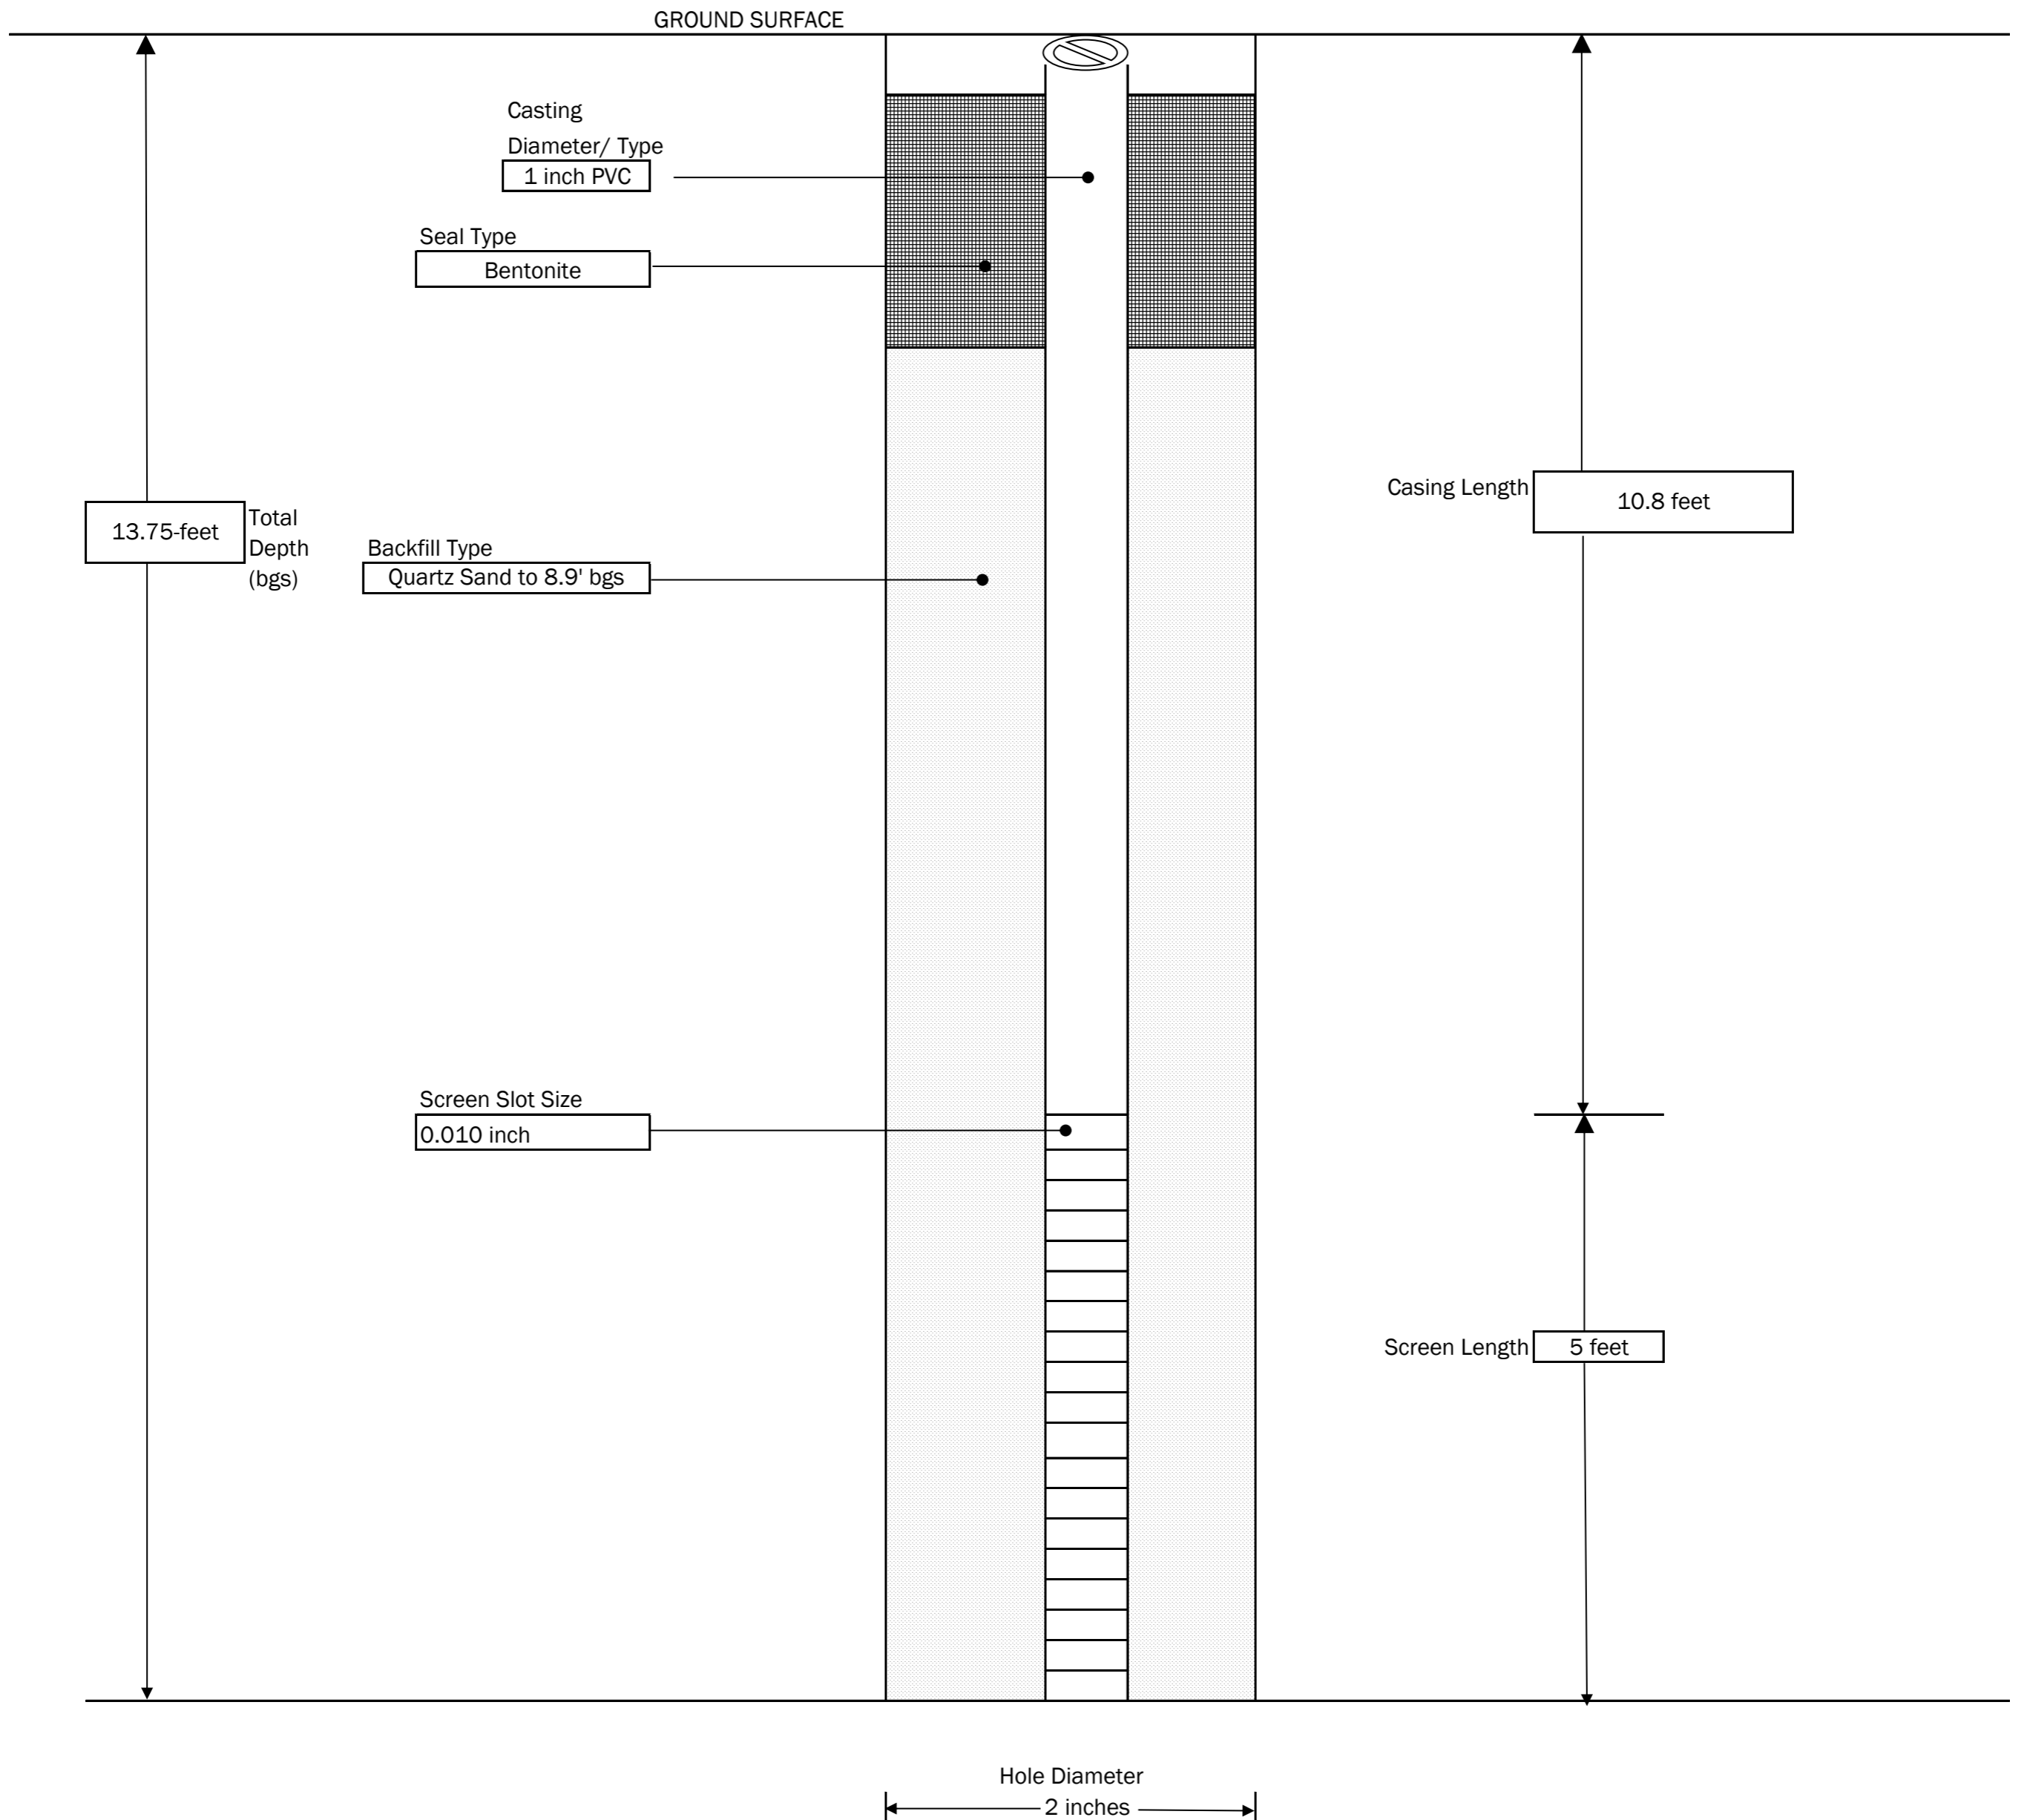 GROUND SURFACE
Casting
Diameter/ Type
1 inch PVC
Seal Type
Bentonite
Casing Length
10.8 feet
13.75-feet
Total
Depth
(bgs)
Backfill Type
Quartz Sand to 8.9' bgs
Screen Slot Size
0.010 inch
Screen Length
5 feet
Hole Diameter
2 inches